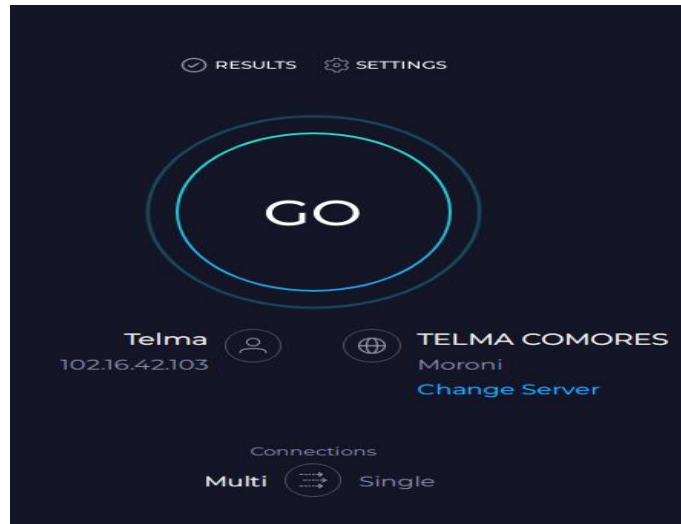 RESULTS SETTINGS
GO
Telma
102.16.42.103
TELMA COMORES
Moroni
Change Server
Connections
Multi Single